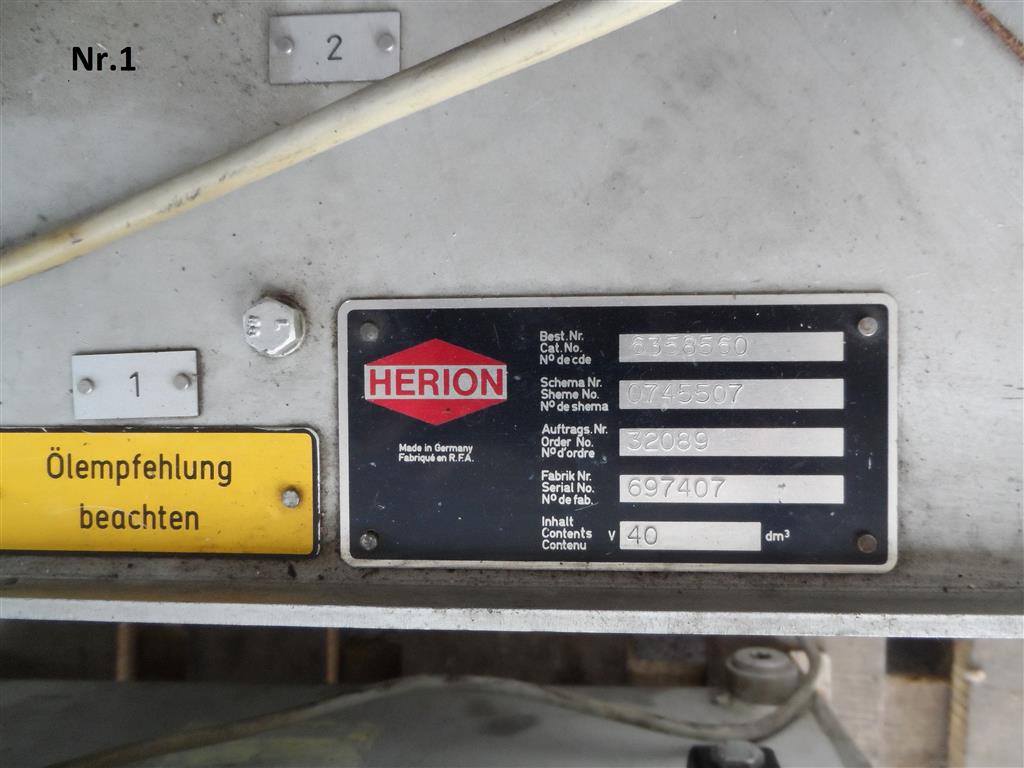 Nr.1
2
1
Ölempfehlung
beachten
HERION
Made in Germany
Fabriqué en R.F.A.
Best. Nr.
Cat. No.
Nº de cde
6358560
Schema Nr.
Sheme No.
Nº de shema
0745507
Auftrags. Nr.
Order No.
Nº d'ordre
32089
Fabrik Nr.
Serial No.
Nº de fab.
697407
Inhalt
Contents
Contenu
V 40 dm³